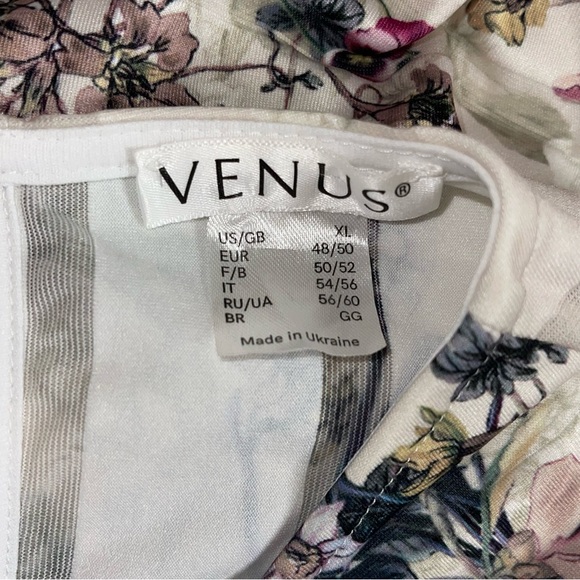 VENUS®
US/GB XL
EUR 48/50
F/B 50/52
IT 54/56
RU/UA 56/60
BR GG
Made in Ukraine